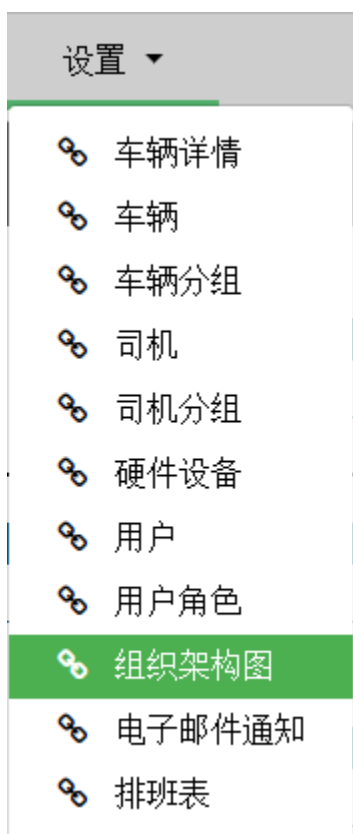 设置
车辆详情
车辆
车辆分组
司机
司机分组
硬件设备
用户
用户角色
组织架构图
电子邮件通知
排班表